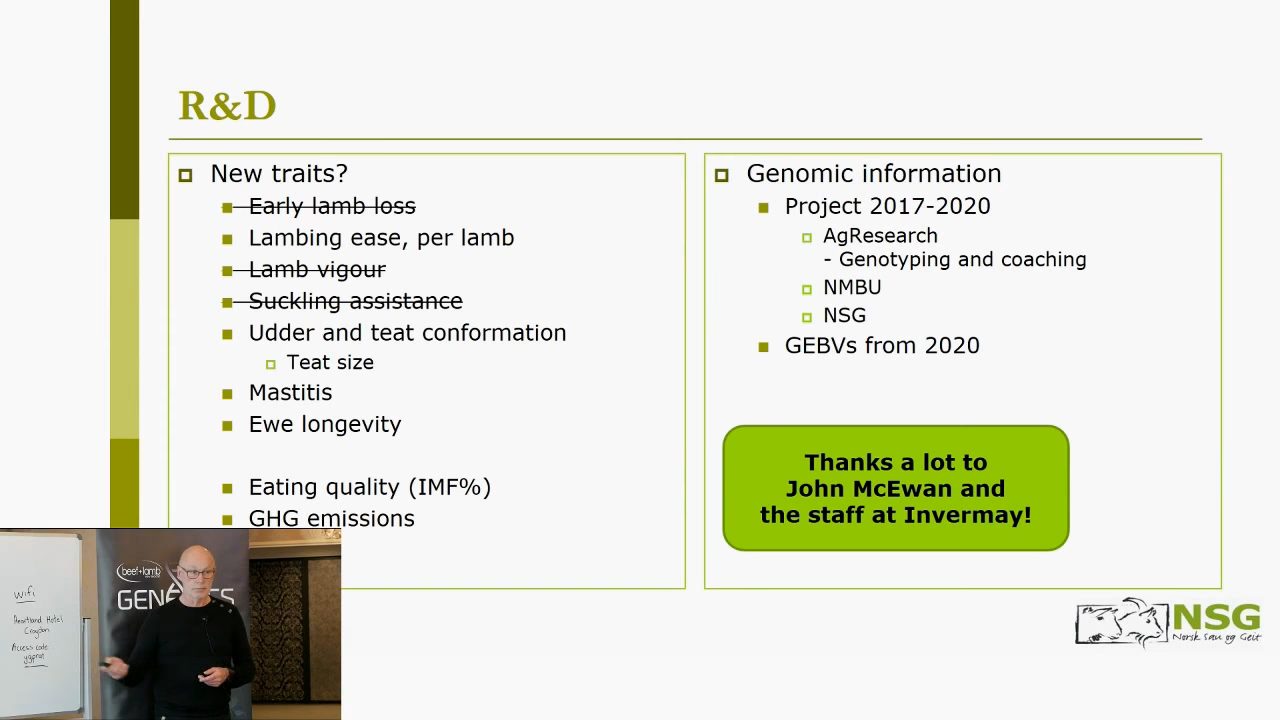 R&D
New traits?
Early lamb loss
Lambing ease, per lamb
Lamb vigour
Suckling assistance
Udder and teat conformation
Teat size
Mastitis
Ewe longevity
Eating quality (IMF%)
GHG emissions
Genomic information
Project 2017-2020
AgResearch
- Genotyping and coaching
NMBU
NSG
GEBVs from 2020
Thanks a lot to
John McEwan and
the staff at Invermay!
NSG
Norsk Sau og Geit
beef+lamb
Wifi
Heartland Hotel
Croydon
Access code